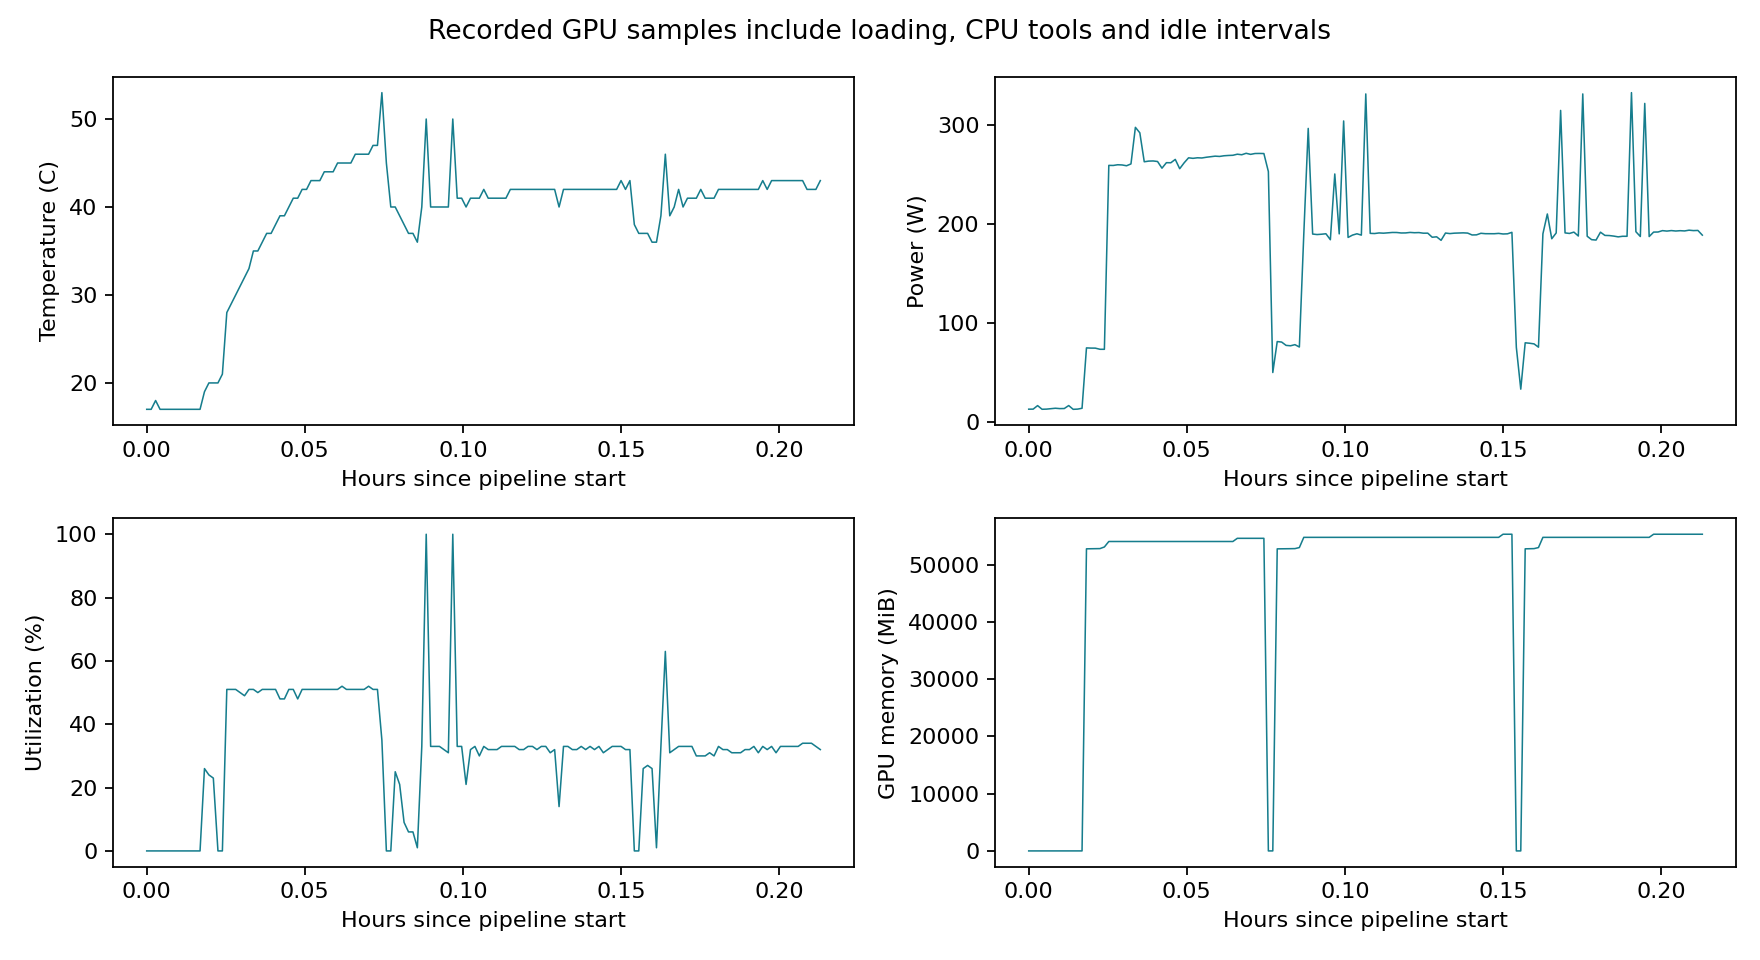 Recorded GPU samples include loading, CPU tools and idle intervals
Temperature (C)
50
40
30
20
0.00 0.05 0.10 0.15 0.20
Hours since pipeline start
Power (W)
300
200
100
0
0.00 0.05 0.10 0.15 0.20
Hours since pipeline start
Utilization (%)
100
80
60
40
20
0
0.00 0.05 0.10 0.15 0.20
Hours since pipeline start
GPU memory (MiB)
50000
40000
30000
20000
10000
0
0.00 0.05 0.10 0.15 0.20
Hours since pipeline start